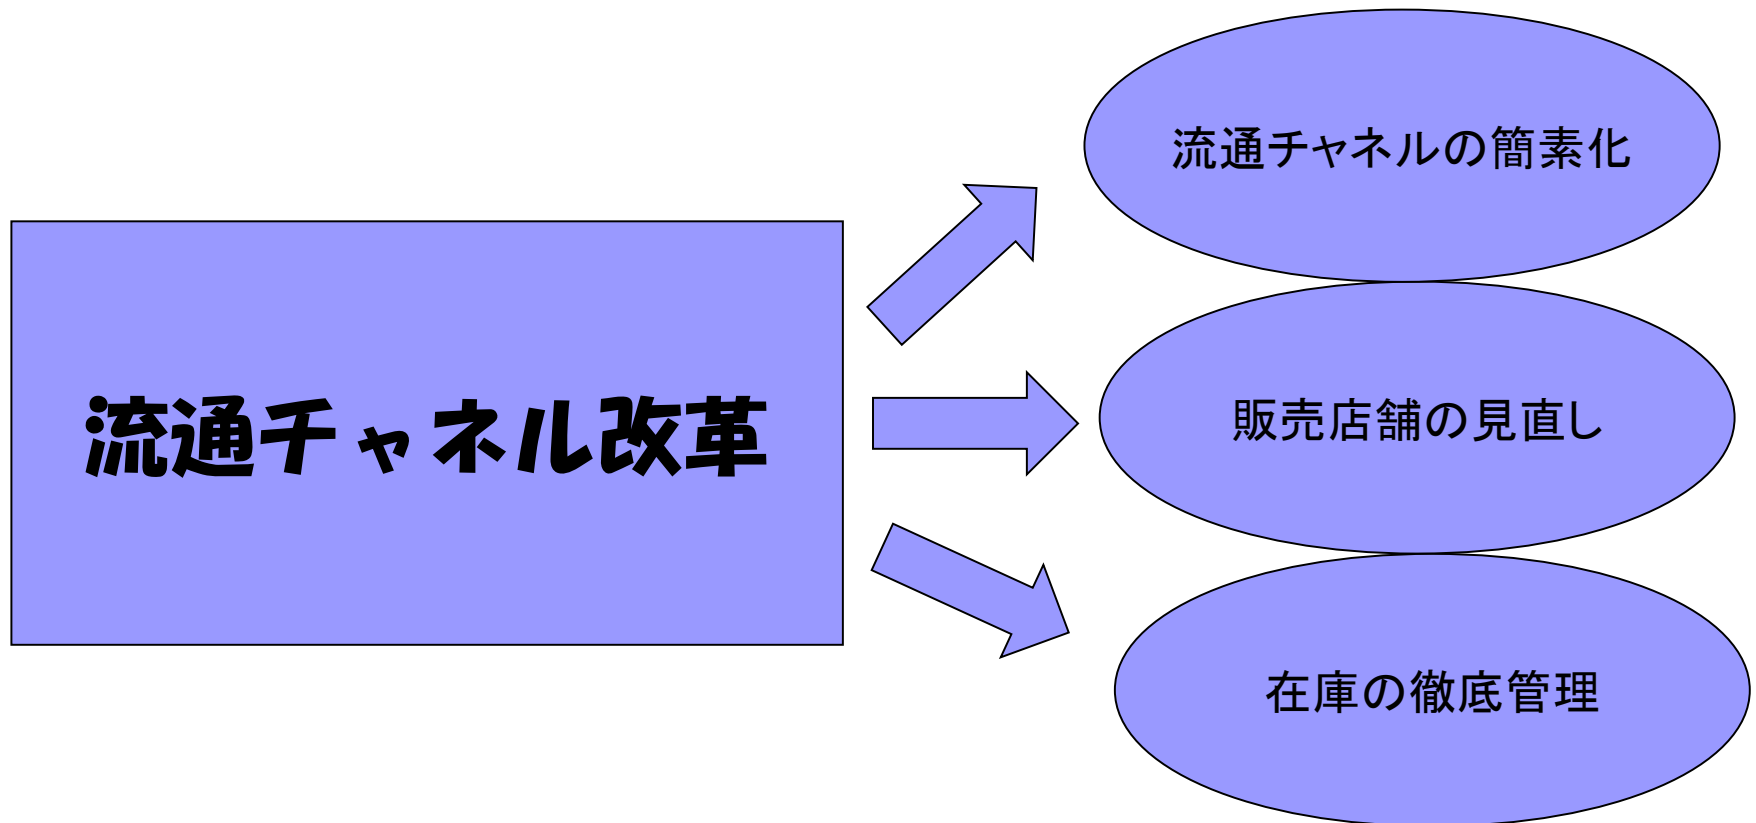 流通チャネル改革
流通チャネルの簡素化
販売店舗の見直し
在庫の徹底管理